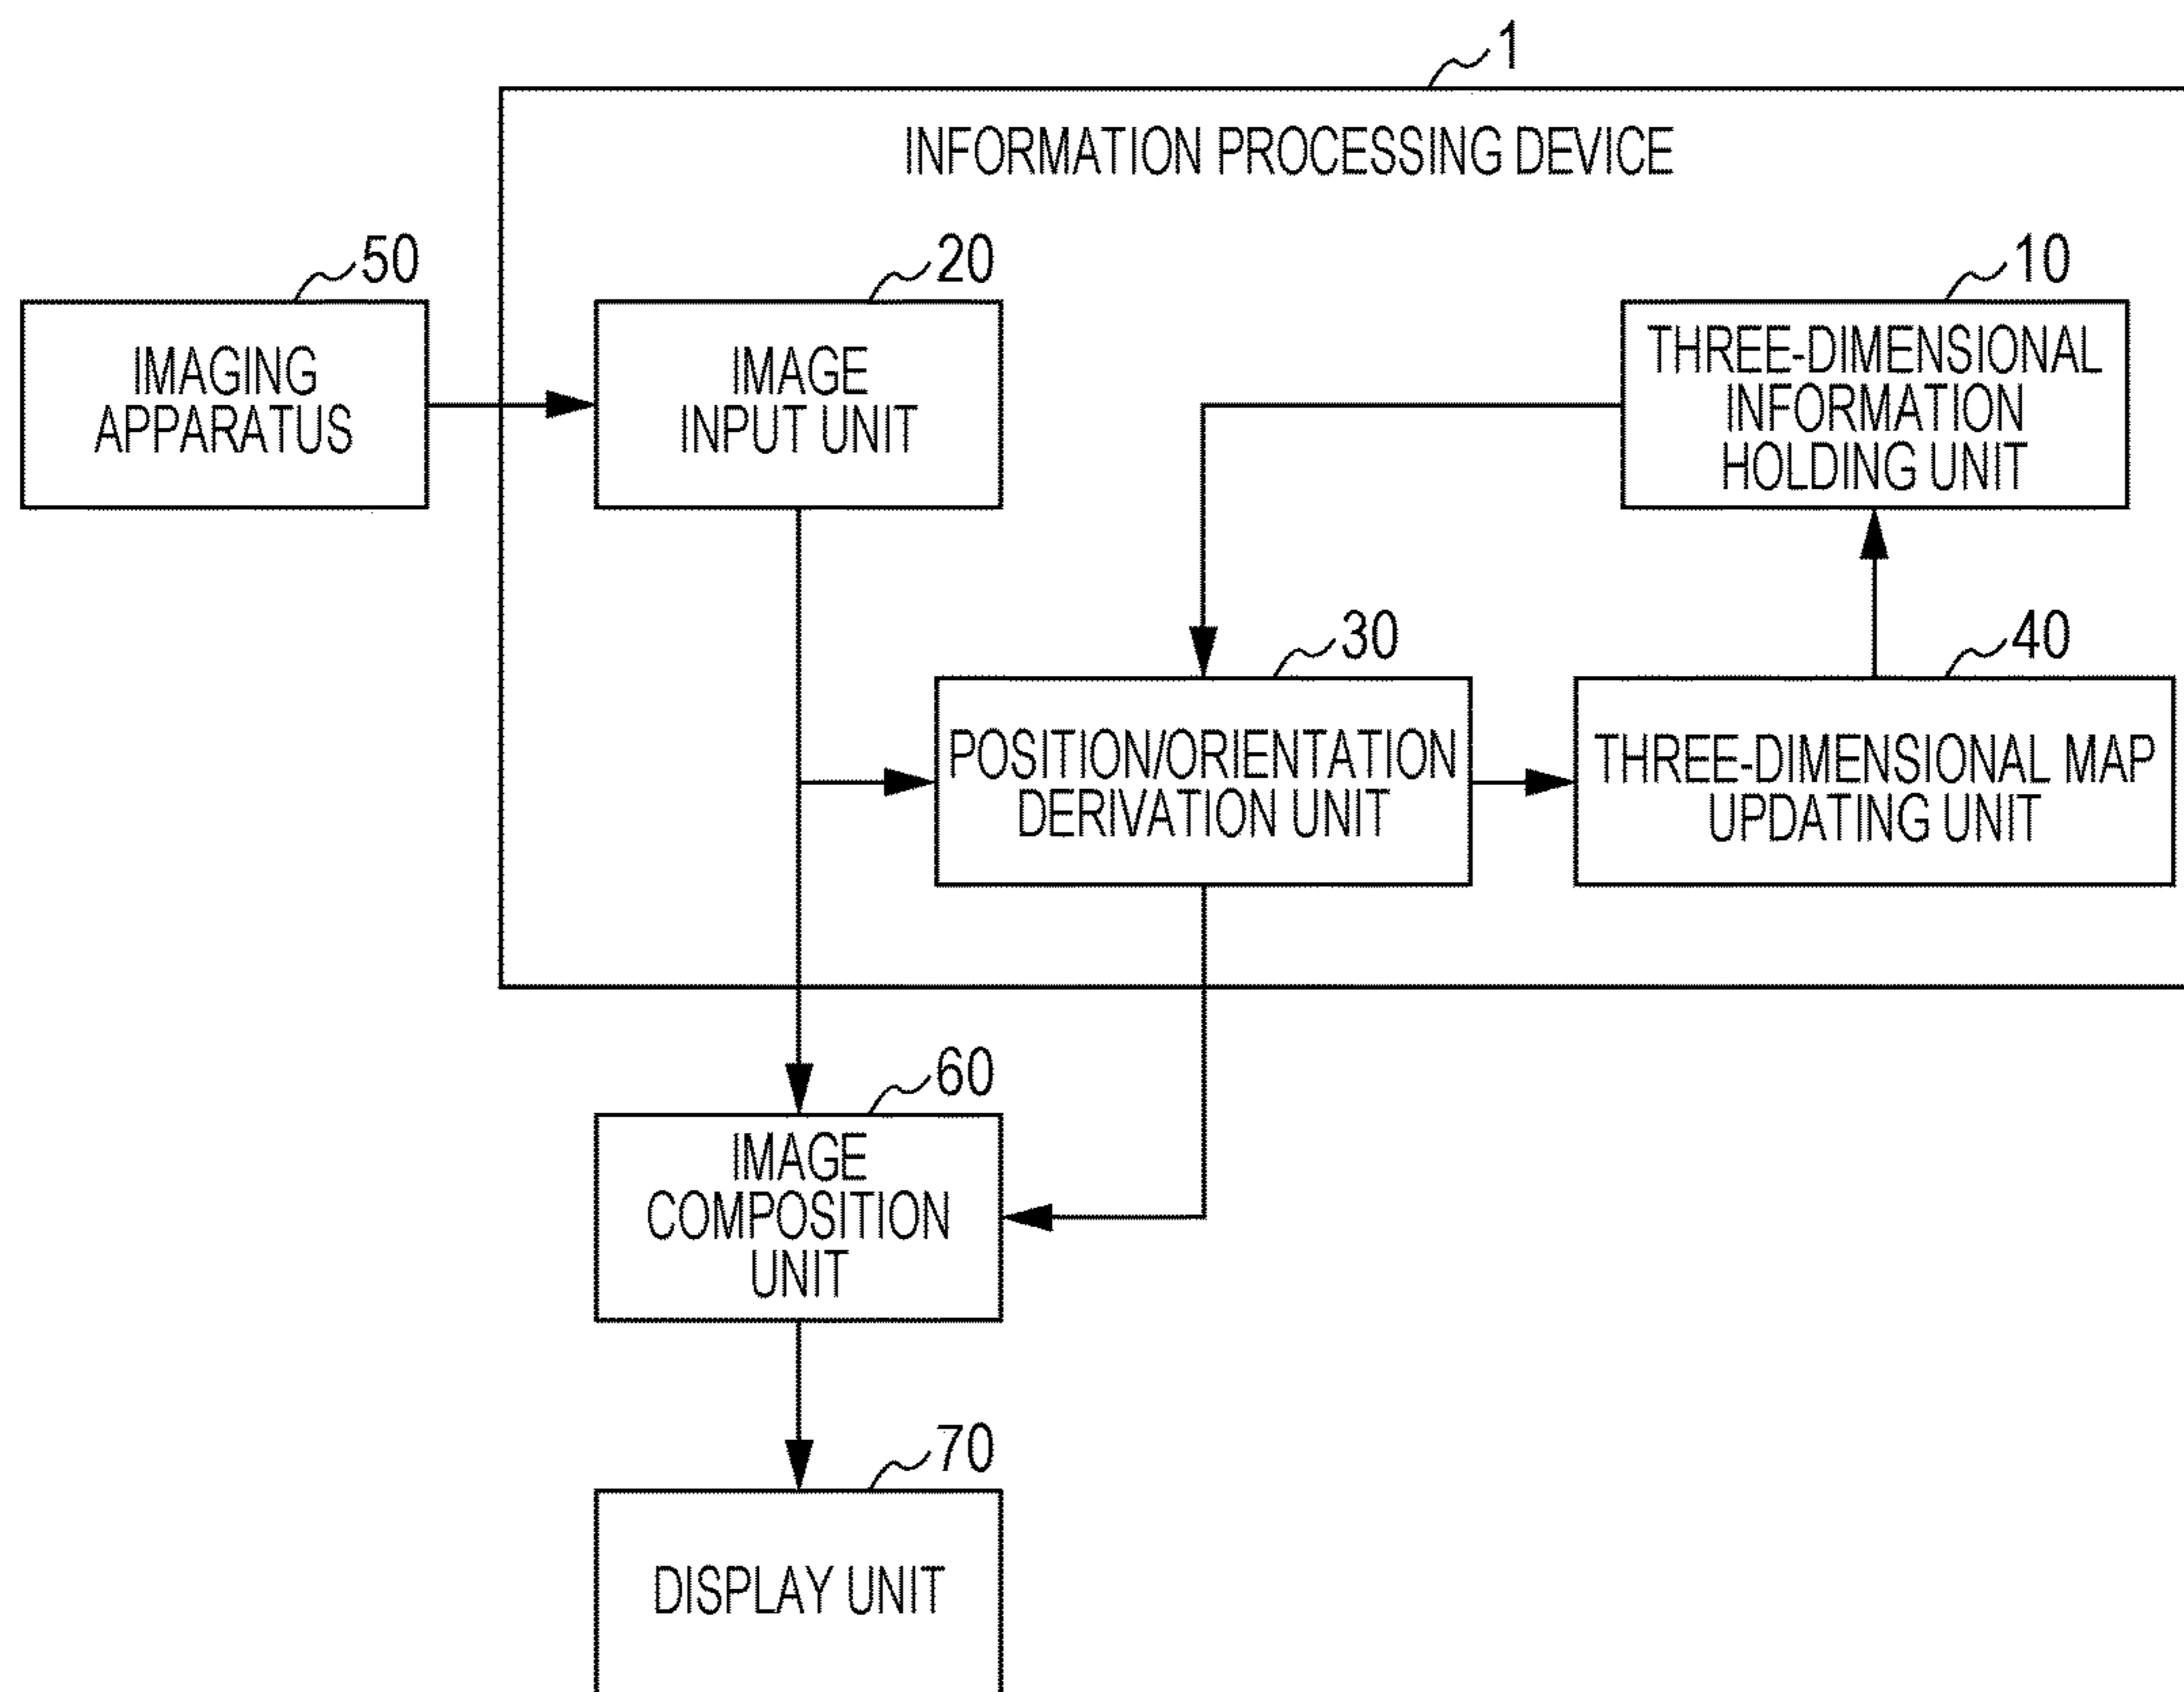 1
INFORMATION PROCESSING DEVICE
50
20
10
IMAGING
APPARATUS
IMAGE
INPUT UNIT
THREE-DIMENSIONAL
INFORMATION
HOLDING UNIT
30
40
POSITION/ORIENTATION
DERIVATION UNIT
THREE-DIMENSIONAL MAP
UPDATING UNIT
60
IMAGE
COMPOSITION
UNIT
70
DISPLAY UNIT